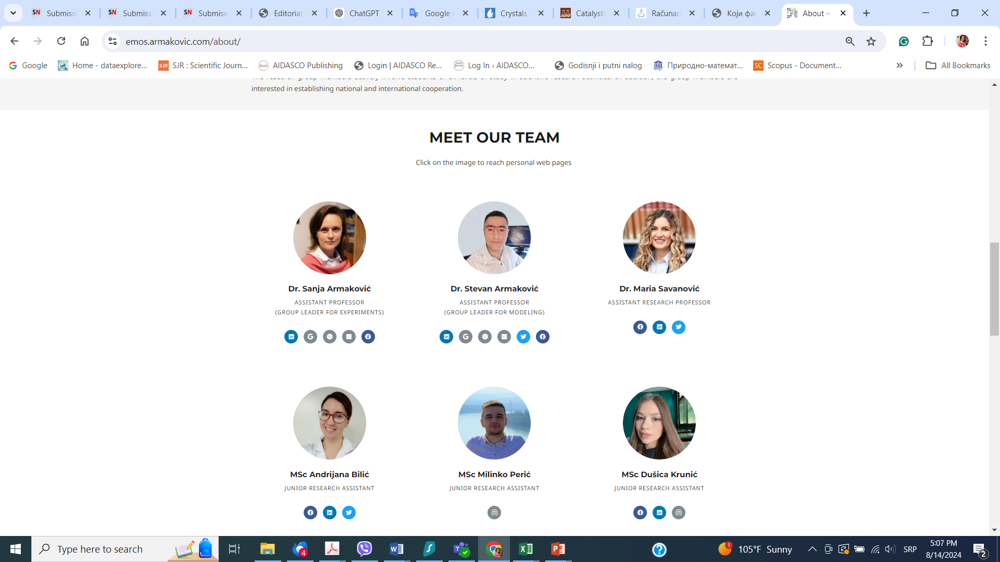 Submissi
Submiss
Submiss
Editorial
ChatGPT
Google
Crystals
Catalysts
Računar
Који фак
About –
emos.armakovic.com/about/
Google
Home - dataexplore...
SJR : Scientific Journ...
AIDASCO Publishing
Login | AIDASCO Re...
Log In ‹ AIDASCO...
Godisnji i putni nalog
Природно-математ...
Scopus - Document...
All Bookmarks
interested in establishing national and international cooperation.
MEET OUR TEAM
Click on the image to reach personal web pages
Dr. Sanja Armaković
ASSISTANT PROFESSOR
(GROUP LEADER FOR EXPERIMENTS)
Dr. Stevan Armaković
ASSISTANT PROFESSOR
(GROUP LEADER FOR MODELING)
Dr. Maria Savanović
ASSISTANT RESEARCH PROFESSOR
MSc Andrijana Bilić
JUNIOR RESEARCH ASSISTANT
MSc Milinko Perić
JUNIOR RESEARCH ASSISTANT
MSc Dušica Krunić
JUNIOR RESEARCH ASSISTANT
Type here to search
4
1
105°F Sunny
SRP
5:07 PM
8/14/2024
2